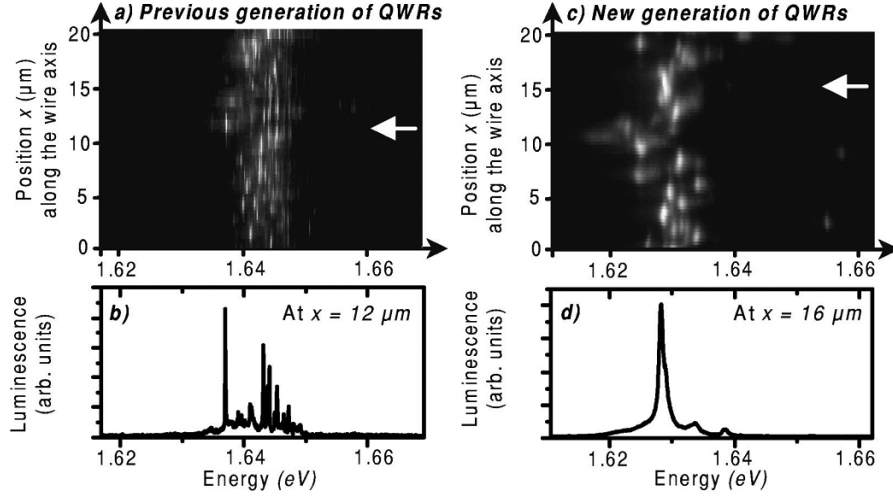 a) Previous generation of QWRs
Position x (µm)
along the wire axis
20
15
10
5
0
1.62
1.64
1.66
c) New generation of QWRs
Position x (µm)
along the wire axis
20
15
10
5
0
1.62
1.64
1.66
b)
At x = 12 µm
Luminescence
(arb. units)
1.62
1.64
1.66
Energy (eV)
d)
At x = 16 µm
Luminescence
(arb. units)
1.62
1.64
1.66
Energy (eV)